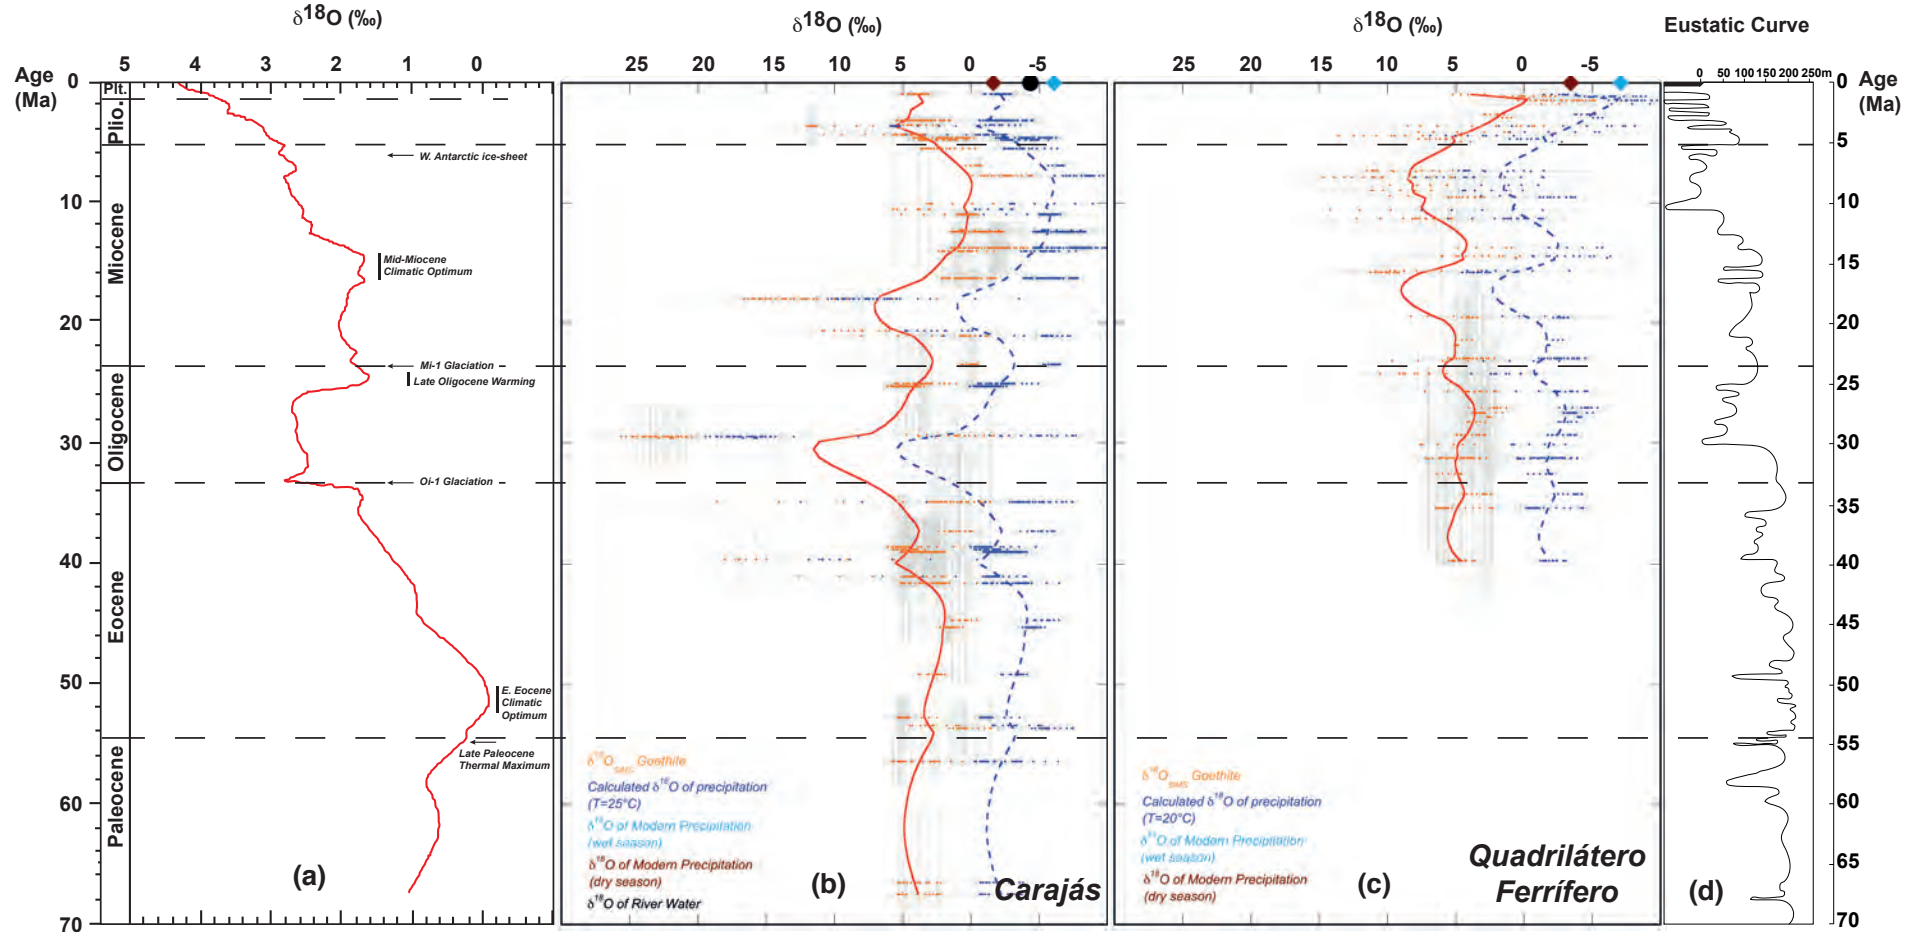 δ18O (‰)
δ18O (‰)
δ18O (‰)
Eustatic Curve
Age
(Ma)
5 4 3 2 1 0
25 20 15 10 5 0 -5
25 20 15 10 5 0 -5
0 50 100 150 200 250m
Age
(Ma)
0
10
20
30
40
50
60
70
Plt.
Plio.
Miocene
Oligocene
Eocene
Paleocene
W. Antarctic ice-sheet
Mid-Miocene
Climatic Optimum
Mi-1 Glaciation
Late Oligocene Warming
Oi-1 Glaciation
E. Eocene
Climatic
Optimum
Late Paleocene
Thermal Maximum
(a)
δ18OSIMS Goethite
Calculated δ18O of precipitation
(T=25°C)
δ18O of Modern Precipitation
(wet season)
δ18O of Modern Precipitation
(dry season)
δ18O of River Water
(b)
Carajás
δ18OSIMS Goethite
Calculated δ18O of precipitation
(T=20°C)
δ18O of Modern Precipitation
(wet season)
δ18O of Modern Precipitation
(dry season)
(c)
Quadrilátero
Ferrífero
(d)
0
5
10
15
20
25
30
35
40
45
50
55
60
65
70